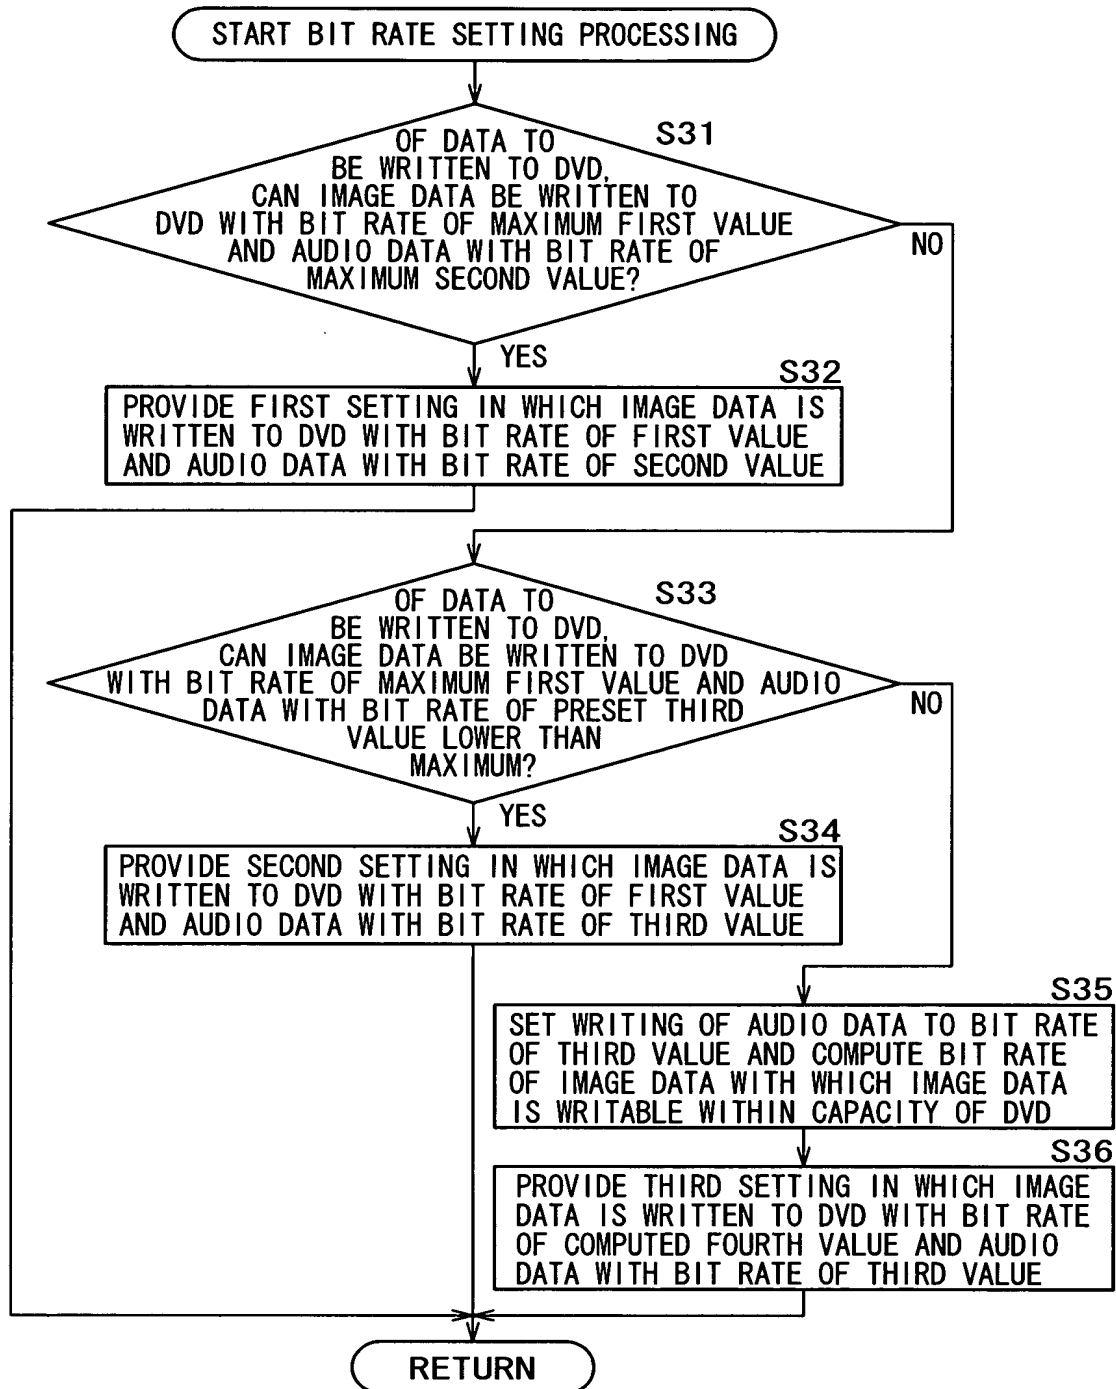 START BIT RATE SETTING PROCESSING
S31
OF DATA TO
BE WRITTEN TO DVD,
CAN IMAGE DATA BE WRITTEN TO
DVD WITH BIT RATE OF MAXIMUM FIRST VALUE
AND AUDIO DATA WITH BIT RATE OF
MAXIMUM SECOND VALUE?
NO
YES
S32
PROVIDE FIRST SETTING IN WHICH IMAGE DATA IS
WRITTEN TO DVD WITH BIT RATE OF FIRST VALUE
AND AUDIO DATA WITH BIT RATE OF SECOND VALUE
S33
OF DATA TO
BE WRITTEN TO DVD,
CAN IMAGE DATA BE WRITTEN TO DVD
WITH BIT RATE OF MAXIMUM FIRST VALUE AND AUDIO
DATA WITH BIT RATE OF PRESET THIRD
VALUE LOWER THAN
MAXIMUM?
NO
YES
S34
PROVIDE SECOND SETTING IN WHICH IMAGE DATA IS
WRITTEN TO DVD WITH BIT RATE OF FIRST VALUE
AND AUDIO DATA WITH BIT RATE OF THIRD VALUE
S35
SET WRITING OF AUDIO DATA TO BIT RATE
OF THIRD VALUE AND COMPUTE BIT RATE
OF IMAGE DATA WITH WHICH IMAGE DATA
IS WRITABLE WITHIN CAPACITY OF DVD
S36
PROVIDE THIRD SETTING IN WHICH IMAGE
DATA IS WRITTEN TO DVD WITH BIT RATE
OF COMPUTED FOURTH VALUE AND AUDIO
DATA WITH BIT RATE OF THIRD VALUE
RETURN